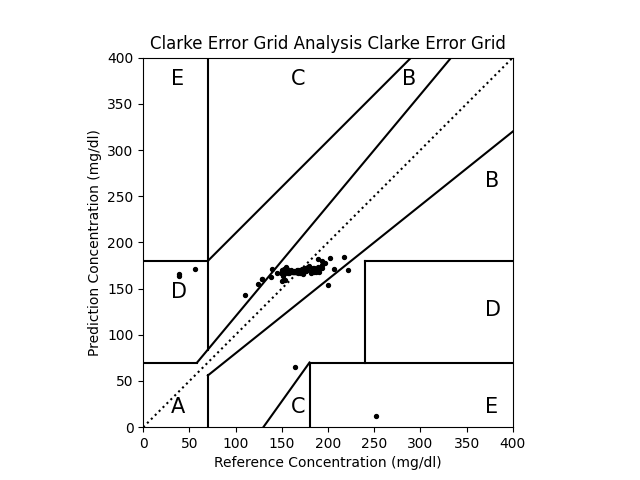 Clarke Error Grid Analysis Clarke Error Grid
400
350
300
250
200
150
100
50
0
Prediction Concentration (mg/dl)
E
C
B
B
D
D
A
C
E
0
50
100
150
200
250
300
350
400
Reference Concentration (mg/dl)